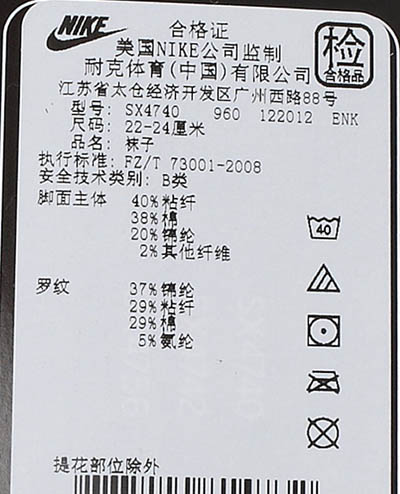 NIKE
合格证
美国NIKE公司监制
耐克体育(中国)有限公司
检
合格品
江苏省太仓经济开发区广州西路88号
型号: SX4740 960 122012 ENK
尺码: 22-24厘米
品名: 袜子
执行标准: FZ/T 73001-2008
安全技术类别: B类
脚面主体 40%粘纤
38%棉
20%锦纶
2%其他纤维
40
罗纹 37%锦纶
29%粘纤
29%棉
5%氨纶
提花部位除外